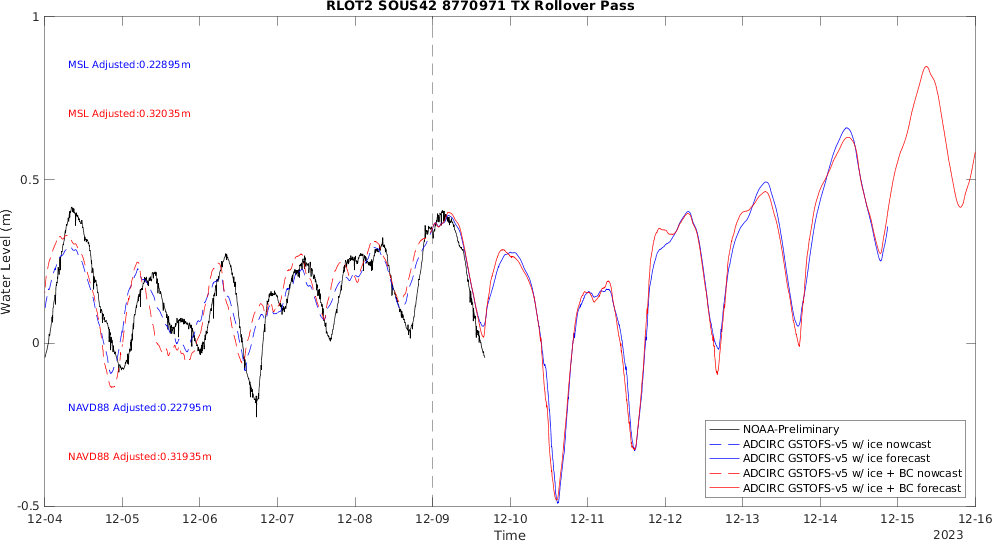 RLOT2 SOUS42 8770971 TX Rollover Pass
1
MSL Adjusted:0.22895m
MSL Adjusted:0.32035m
0.5
Water Level (m)
0
NAVD88 Adjusted:0.22795m
NAVD88 Adjusted:0.31935m
NOAA-Preliminary
ADCIRC GSTOFS-v5 w/ ice nowcast
ADCIRC GSTOFS-v5 w/ ice forecast
ADCIRC GSTOFS-v5 w/ ice + BC nowcast
ADCIRC GSTOFS-v5 w/ ice + BC forecast
-0.5
12-04 12-05 12-06 12-07 12-08 12-09 12-10 12-11 12-12 12-13 12-14 12-15 12-16
Time 2023